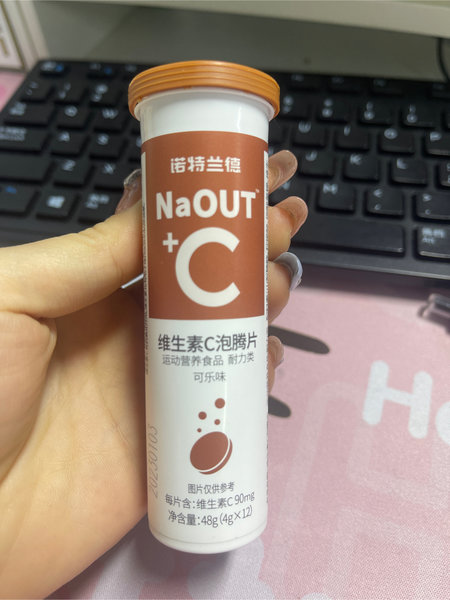 诺特兰德
NaOUT™
+C
维生素C泡腾片
运动营养食品 耐力类
可乐味
图片仅供参考
每片含:维生素C 90mg
净含量:48g(4g×12)
20230103